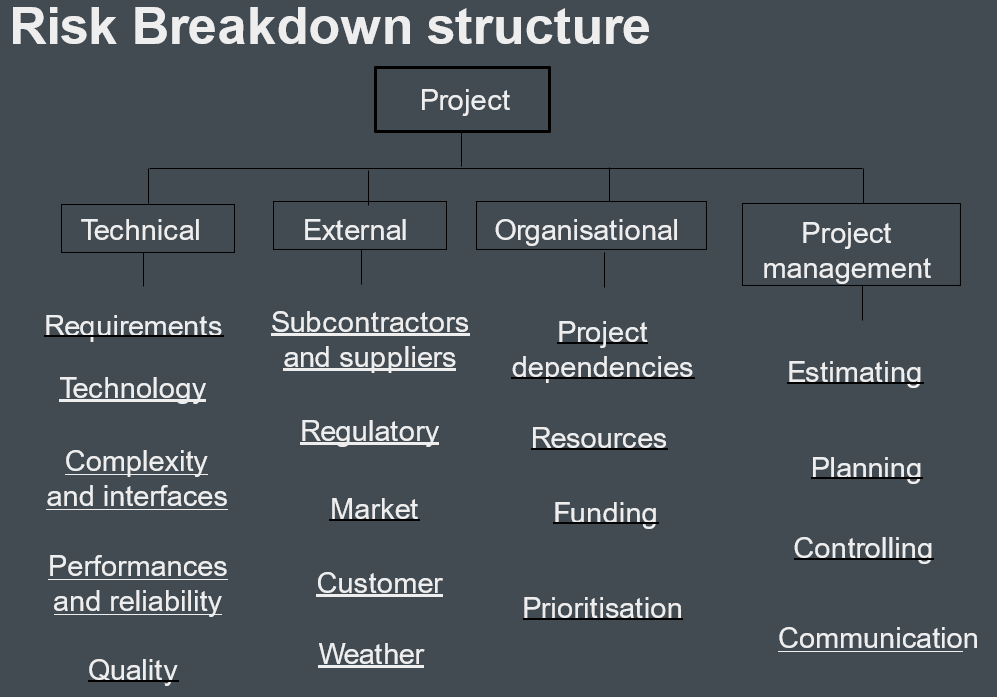 Risk Breakdown structure
Project
Technical
External
Organisational
Project
management
Requirements
Technology
Complexity
and interfaces
Performances
and reliability
Quality
Subcontractors
and suppliers
Regulatory
Market
Customer
Weather
Project
dependencies
Resources
Funding
Prioritisation
Estimating
Planning
Controlling
Communication